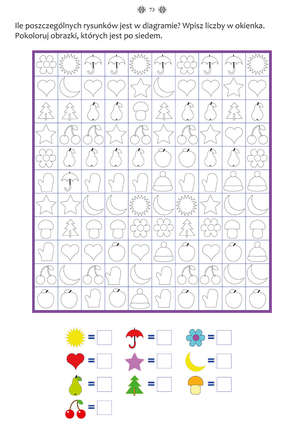 73
Ile poszczególnych rysunków jest w diagramie? Wpisz liczby w okienka.
Pokoloruj obrazki, których jest po siedem.
= = =
= = =
= = =
=